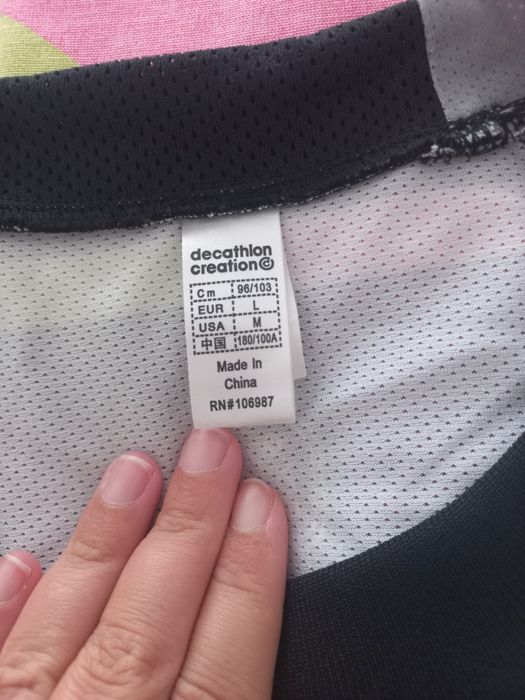 decathlon
creation
Cm 96/103
EUR L
USA M
中国 180/100A
Made In
China
RN#106987